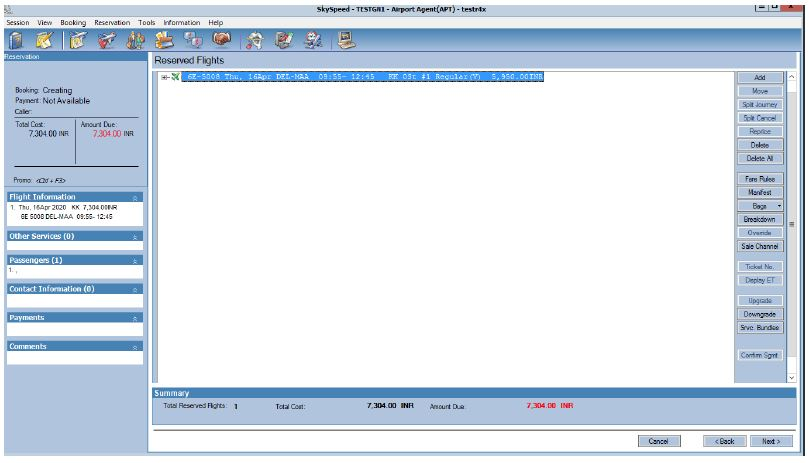 SkySpeed - TESTGN1 - Airport Agent(APT) - testr4x
Session View Booking Reservation Tools Information Help
Reservation
Booking: Creating
Payment: Not Available
Caller:
Total Cost: Amount Due:
7,304.00 INR 7,304.00 INR
Promo: <Ctrl + F3>
Flight Information
1. Thu, 16Apr 2020 KK 7,304.00INR
6E 5008 DEL-MAA 09:55- 12:45
Other Services (0)
Passengers (1)
1. ,
Contact Information (0)
Payments
Comments
Reserved Flights
6E-5008 Thu, 16Apr DEL-MAA 09:55- 12:45 KK OSt #1 Regular(V) 5,950.00INR
Add
Move
Split Journey
Split Cancel
Reprice
Delete
Delete All
Fare Rules
Manifest
Bags
Breakdown
Override
Sale Channel
Ticket No.
Display ET
Upgrade
Downgrade
Srvc. Bundles
Confirm Sgmt
Summary
Total Reserved Flights: 1 Total Cost: 7,304.00 INR Amount Due: 7,304.00 INR
Cancel < Back Next >